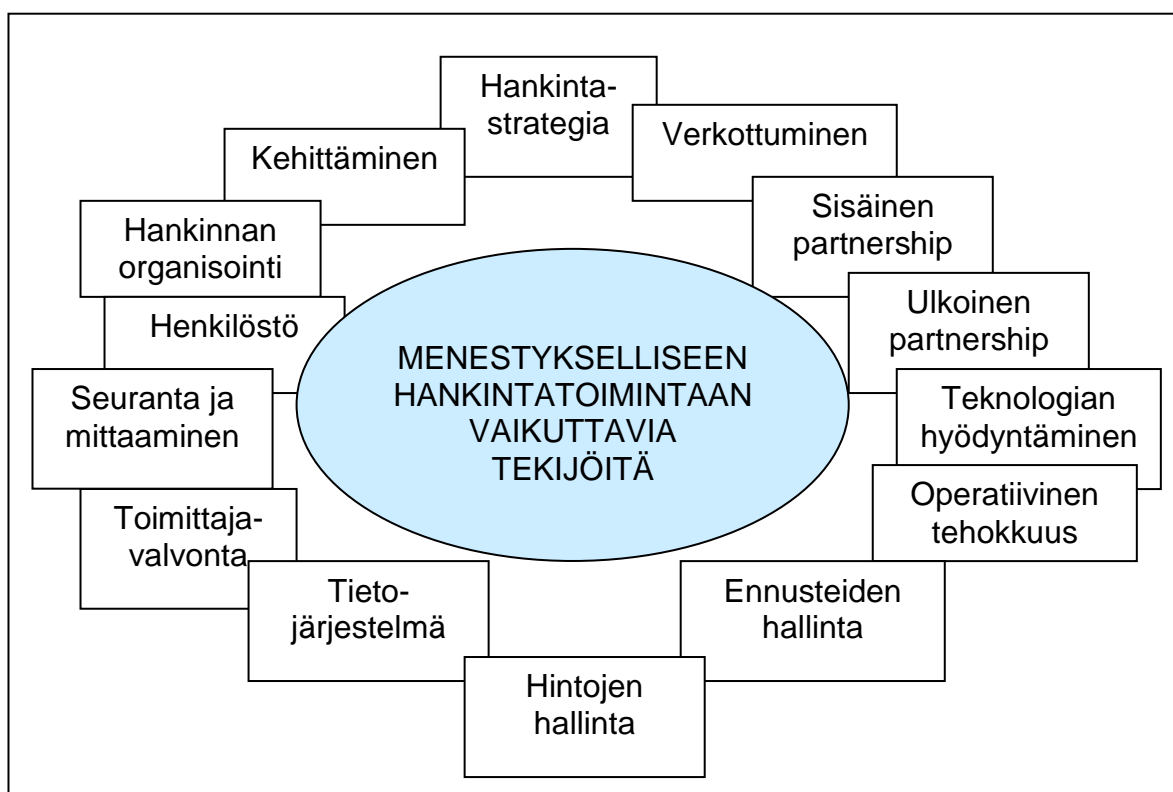 Hankinta-
strategia
Verkottuminen
Kehittäminen
Sisäinen
partnership
Hankinnan
organisointi
Ulkoinen
partnership
Henkilöstö
MENESTYKSELLISEEN
HANKINTATOIMINTAAN
VAIKUTTAVIA
TEKIJÖITÄ
Seuranta ja
mittaaminen
Teknologian
hyödyntäminen
Operatiivinen
tehokkuus
Toimittaja-
valvonta
Tieto-
järjestelmä
Ennusteiden
hallinta
Hintojen
hallinta